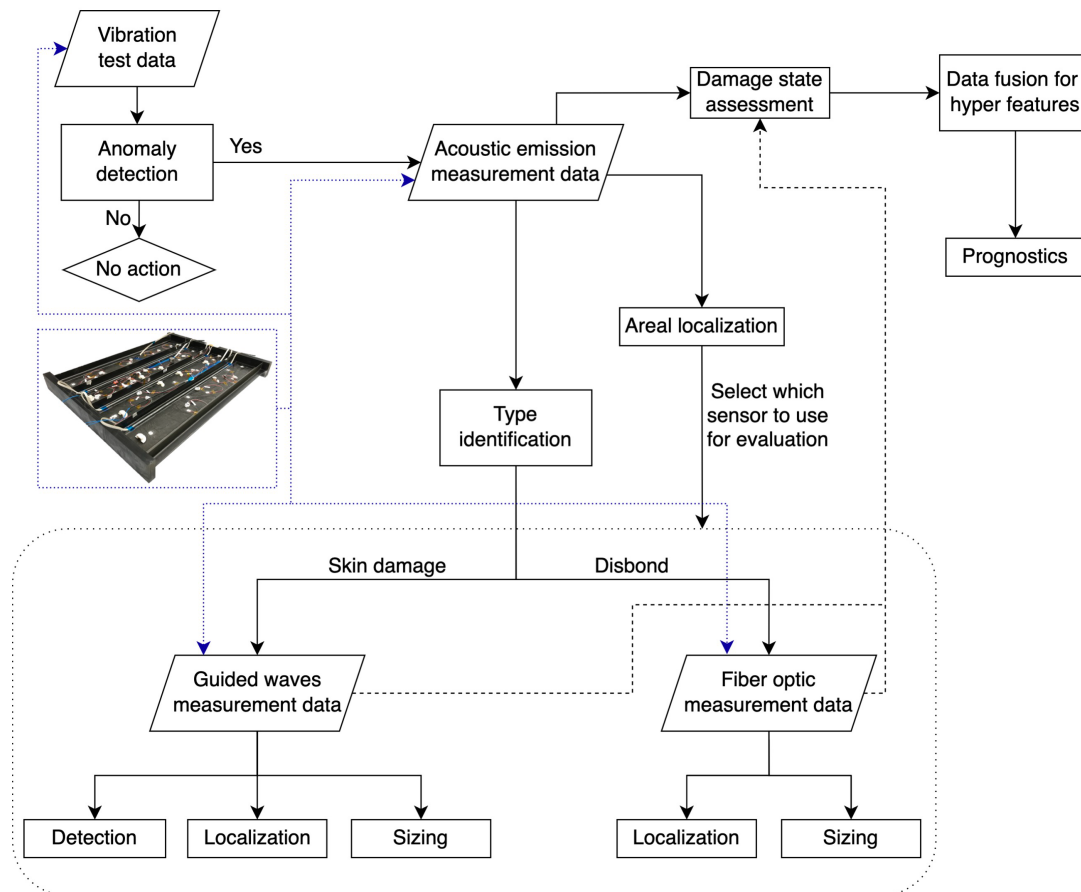 Vibration
test data
Anomaly
detection
Yes
No
No action
Acoustic emission
measurement data
Damage state
assessment
Data fusion for
hyper features
Prognostics
Areal localization
Select which
sensor to use
for evaluation
Type
identification
Skin damage
Disbond
Guided waves
measurement data
Fiber optic
measurement data
Detection
Localization
Sizing
Localization
Sizing